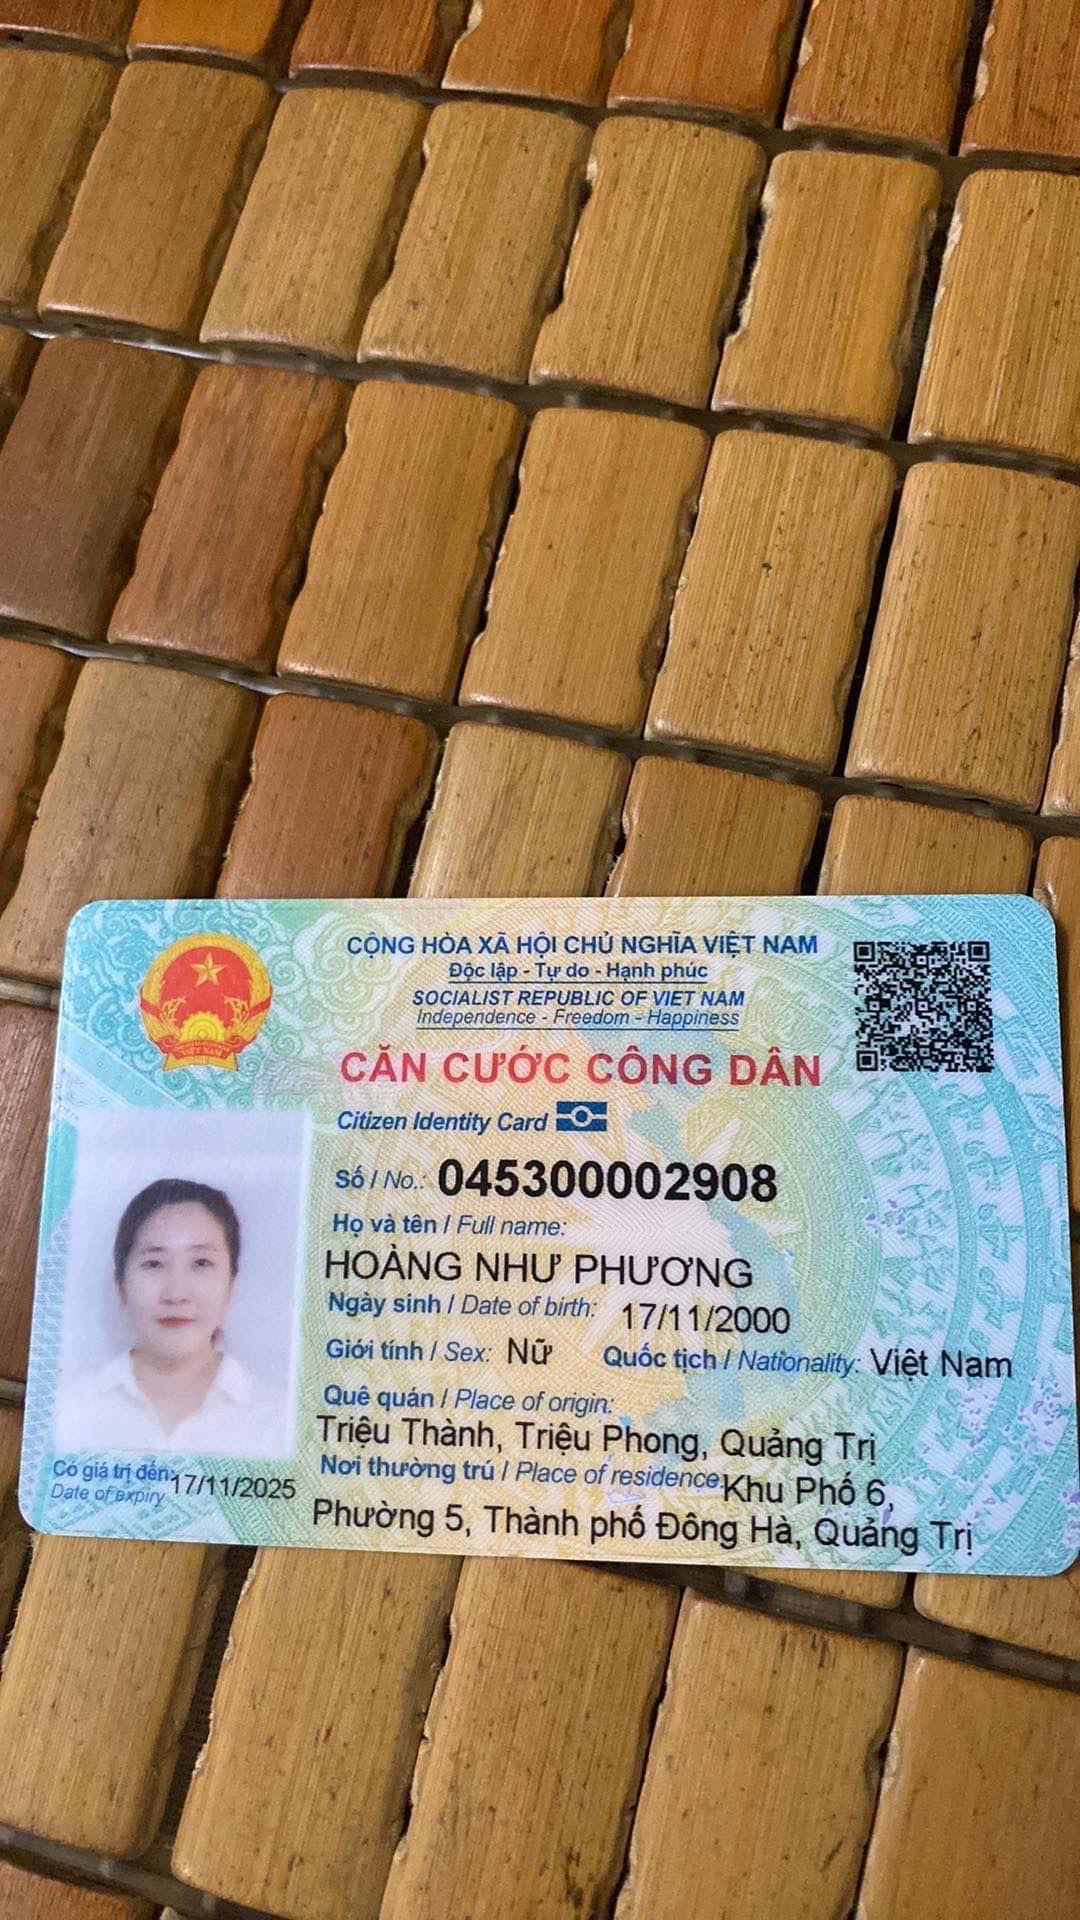 CỘNG HÒA XÃ HỘI CHỦ NGHĨA VIỆT NAM
Độc lập - Tự do - Hạnh phúc
SOCIALIST REPUBLIC OF VIET NAM
Independence - Freedom - Happiness
CĂN CƯỚC CÔNG DÂN
Citizen Identity Card
Số / No.: 045300002908
Họ và tên / Full name:
HOÀNG NHƯ PHƯƠNG
Ngày sinh / Date of birth: 17/11/2000
Giới tính / Sex: Nữ Quốc tịch / Nationality: Việt Nam
Quê quán / Place of origin:
Triệu Thành, Triệu Phong, Quảng Trị
Nơi thường trú / Place of residence: Khu Phố 6,
Phường 5, Thành phố Đông Hà, Quảng Trị
Có giá trị đến: 17/11/2025
Date of expiry
VIỆT NAM